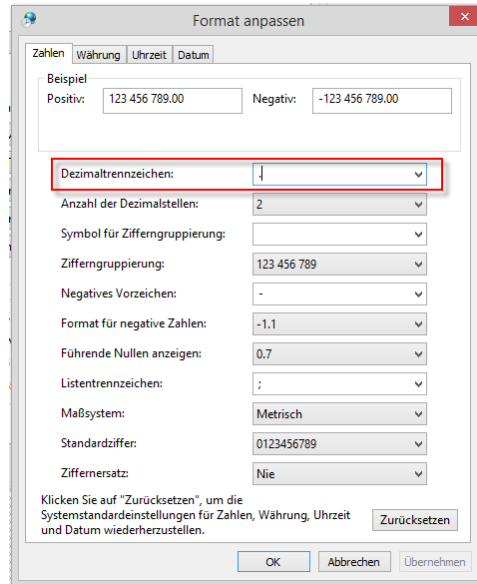 Format anpassen
Zahlen Währung Uhrzeit Datum
Beispiel
Positiv: 123 456 789.00 Negativ: -123 456 789.00
Dezimaltrennzeichen: .
Anzahl der Dezimalstellen: 2
Symbol für Zifferngruppierung:
Zifferngruppierung: 123 456 789
Negatives Vorzeichen: -
Format für negative Zahlen: -1.1
Führende Nullen anzeigen: 0.7
Listentrennzeichen: ;
Maßsystem: Metrisch
Standardziffer: 0123456789
Ziffernersatz: Nie
Klicken Sie auf "Zurücksetzen", um die
Systemstandardeinstellungen für Zahlen, Währung, Uhrzeit
und Datum wiederherzustellen.
Zurücksetzen
OK Abbrechen Übernehmen